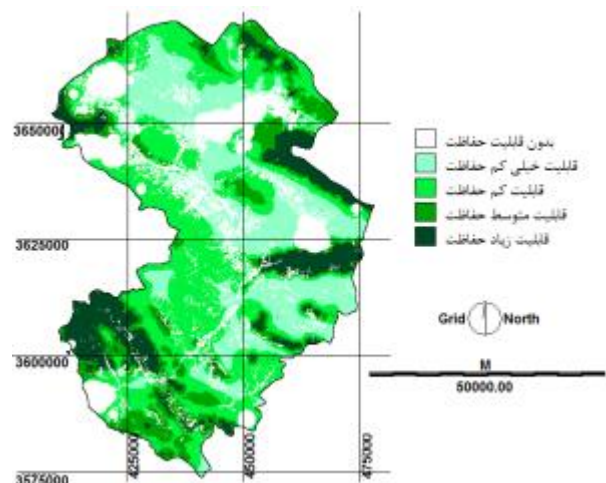 365000
3625000
3600000
3575000
425000
450000
475000
بدون قابلیت حفاظت
قابلیت خیلی کم حفاظت
قابلیت کم حفاظت
قابلیت متوسط حفاظت
قابلیت زیاد حفاظت
Grid North
M
50000.00